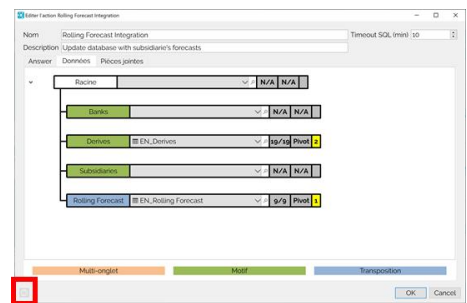 Editer l'action Rolling Forecast Integration
Nom Rolling Forecast Integration Timeout SQL (min) 10
Description Update database with subsidiarie's forecasts
Answer Données Pièces jointes
Racine N/A N/A
Banks N/A N/A
Derives EN_Derives 19/19 Pivot 2
Subsidiaries N/A N/A
Rolling Forecast EN_Rolling Forecast 9/9 Pivot 1
Multi-onglet Motif Transposition
OK Cancel